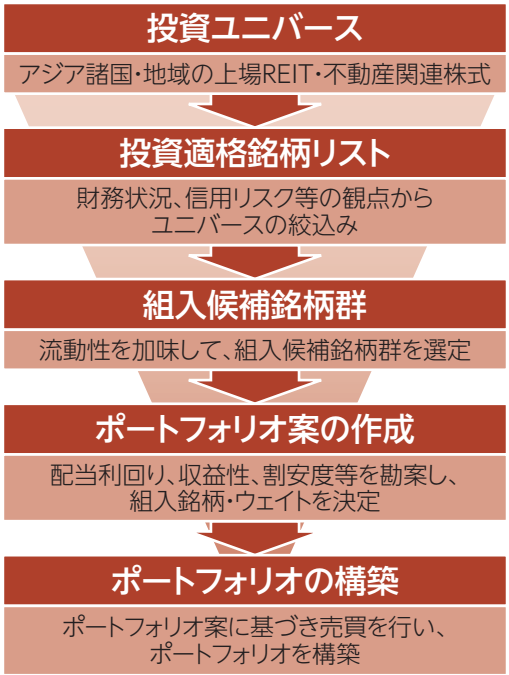 投資ユニバース
アジア諸国・地域の上場REIT・不動産関連株式
投資適格銘柄リスト
財務状況、信用リスク等の観点から
ユニバースの絞込み
組入候補銘柄群
流動性を加味して、組入候補銘柄群を選定
ポートフォリオ案の作成
配当利回り、収益性、割安度等を勘案し、
組入銘柄・ウェイトを決定
ポートフォリオの構築
ポートフォリオ案に基づき売買を行い、
ポートフォリオを構築